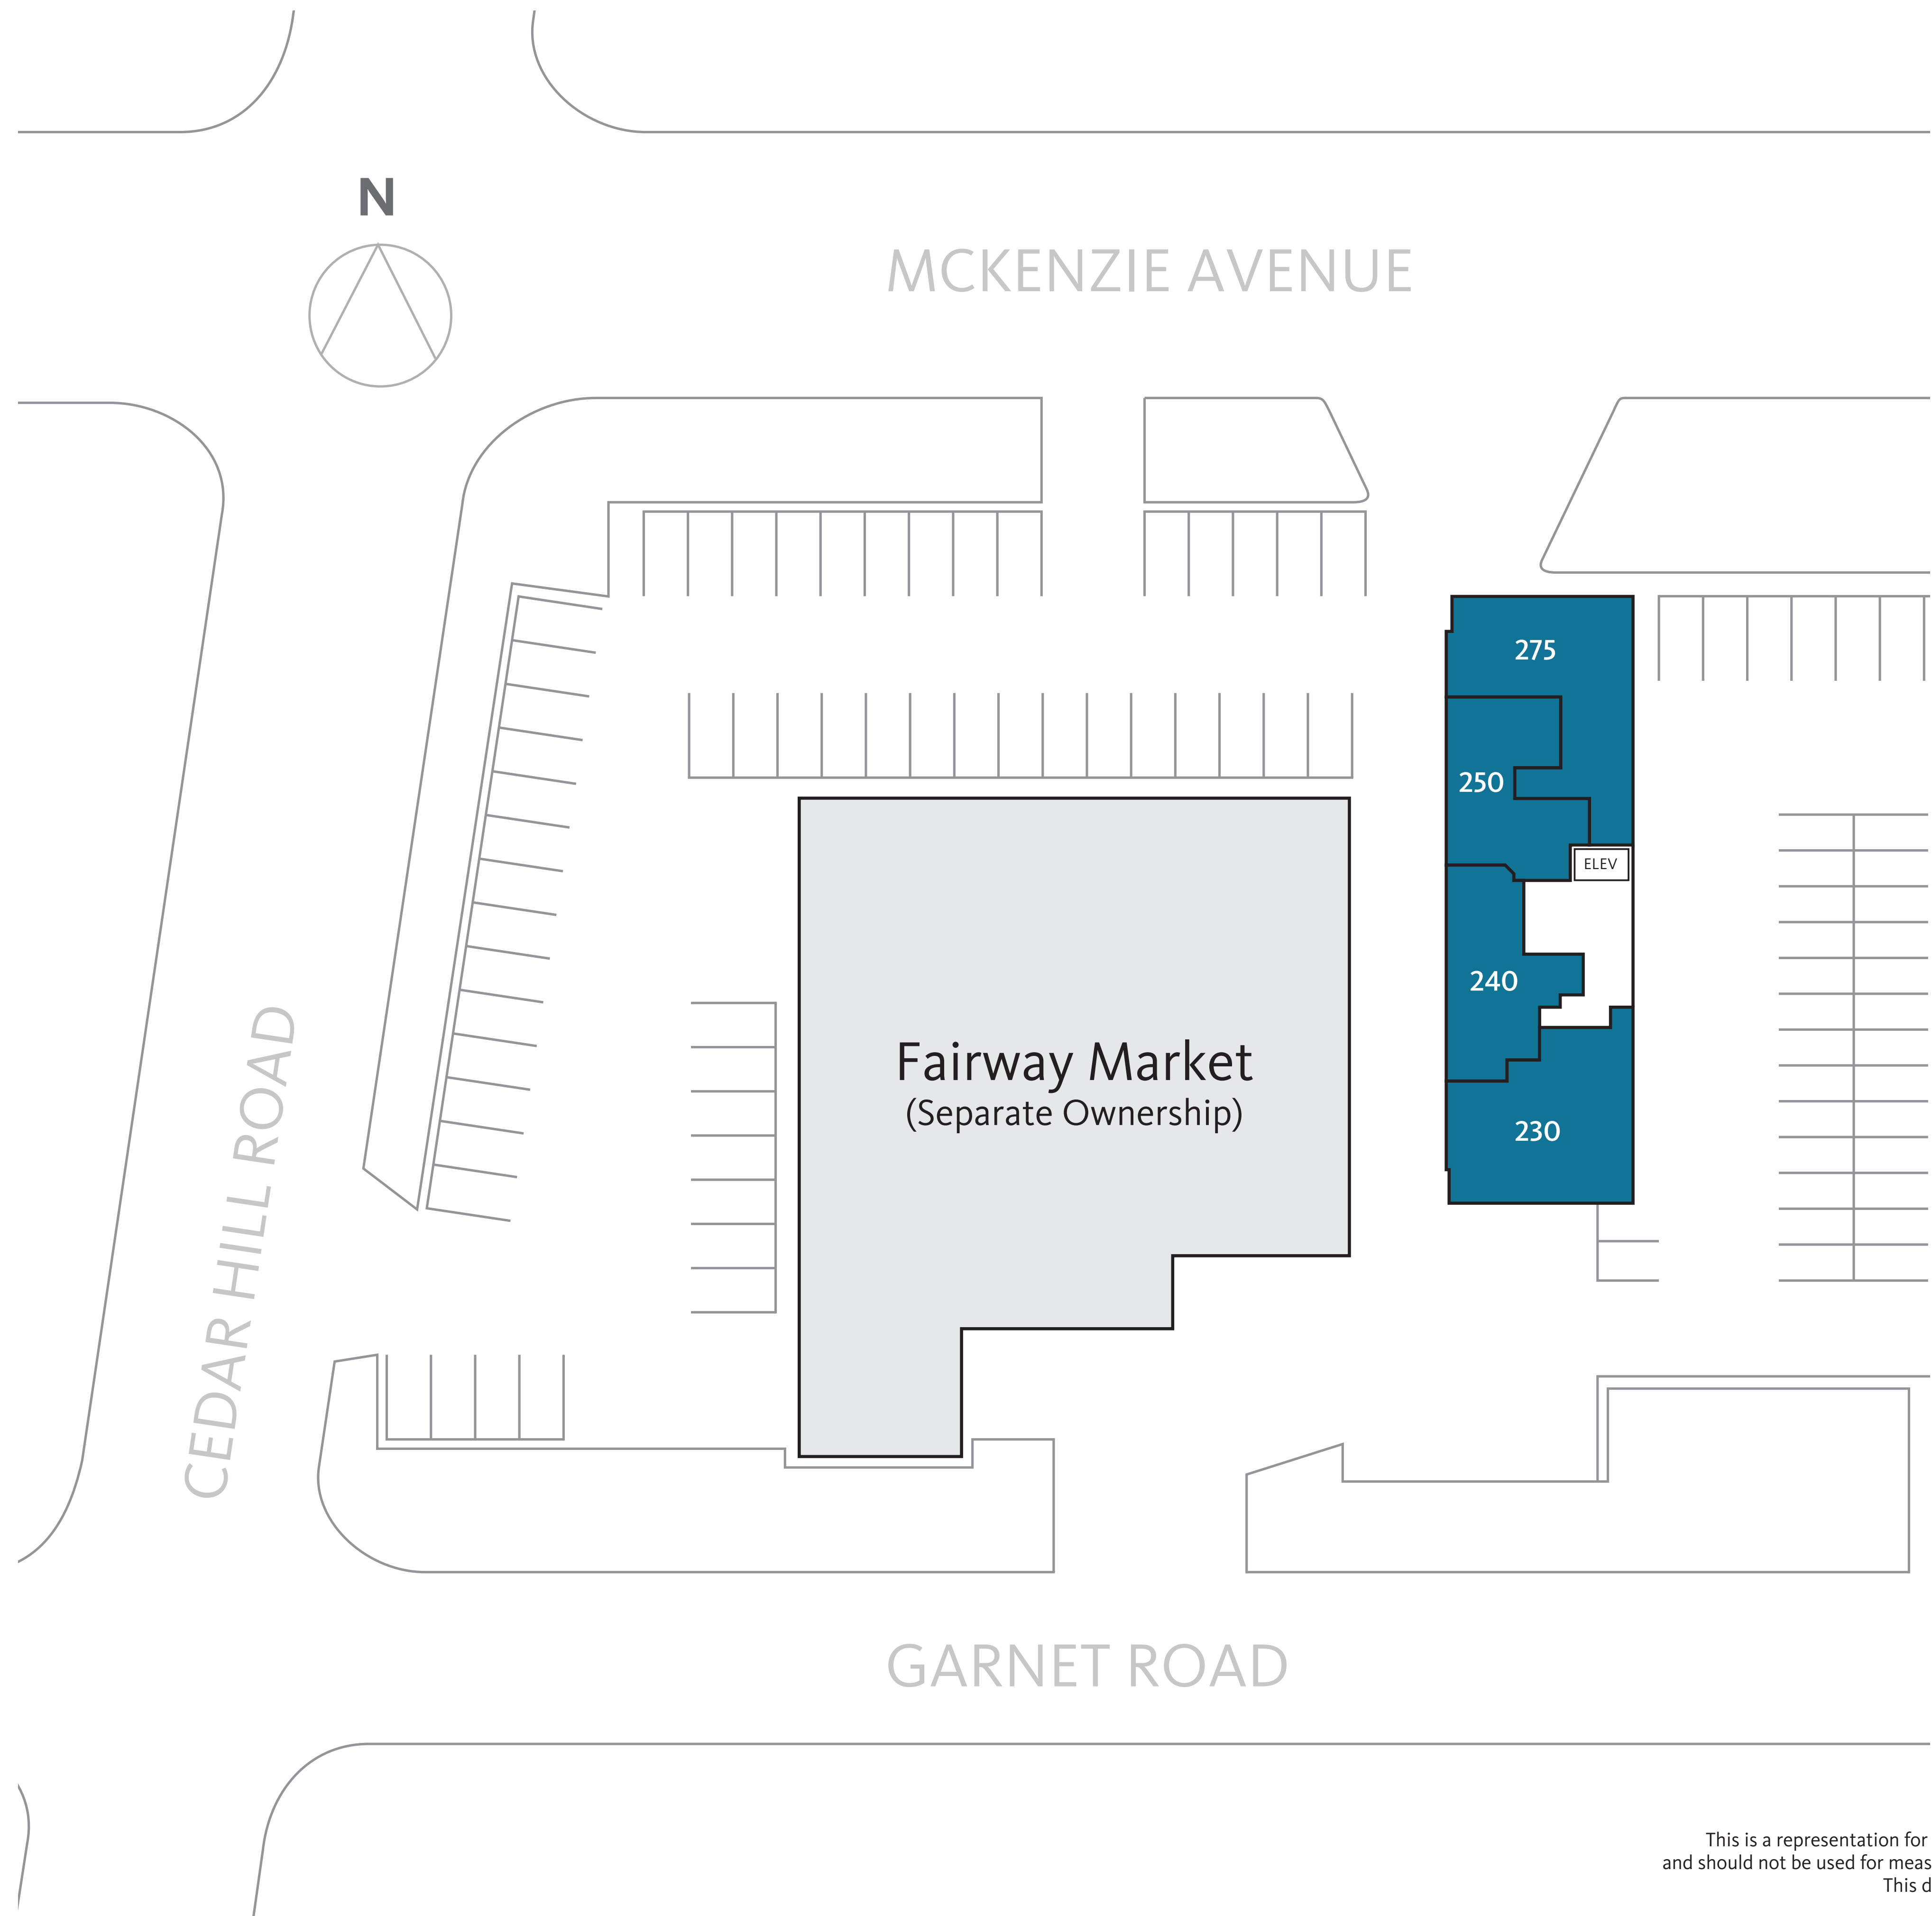 N
MCKENZIE AVENUE
275
250
ELEV
240
Fairway Market
(Separate Ownership)
230
CEDAR HILL ROAD
GARNET ROAD
This is a representation for
and should not be used for meas
This d